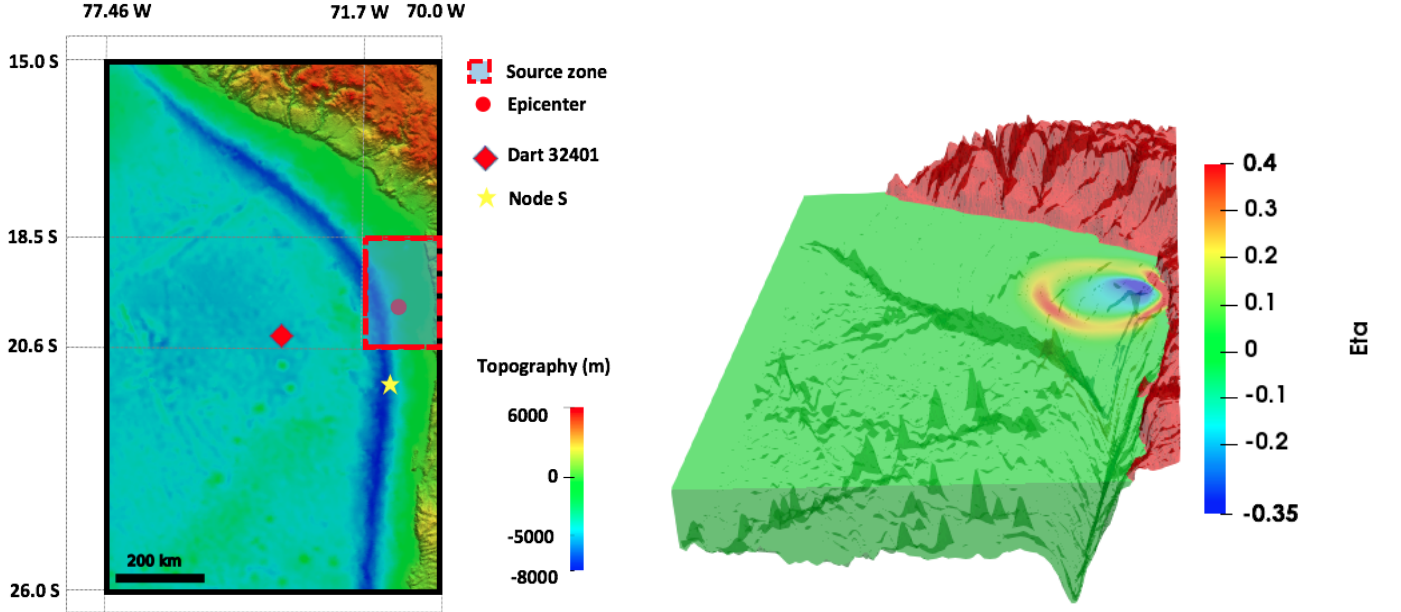 77.46 W
71.7 W
70.0 W
15.0 S
18.5 S
20.6 S
26.0 S
200 km
Source zone
Epicenter
Dart 32401
Node S
Topography (m)
6000
0
-5000
-8000
0.4
0.3
0.2
0.1
0
-0.1
-0.2
-0.35
Eta